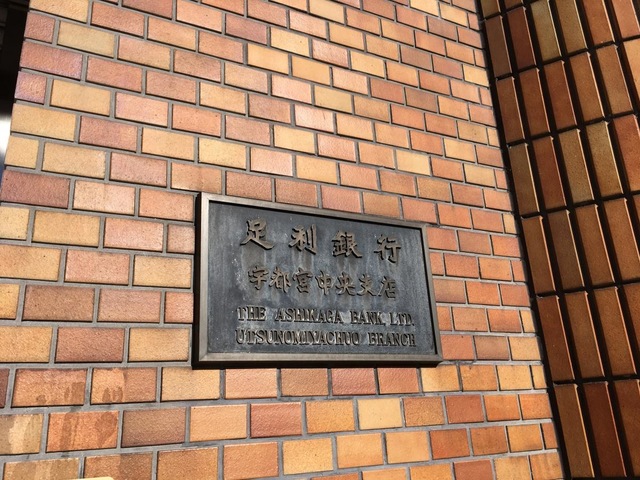 足利銀行
宇都宮中央支店
THE ASHIKAGA BANK, LTD.
UTSUNOMIYACHUO BRANCH